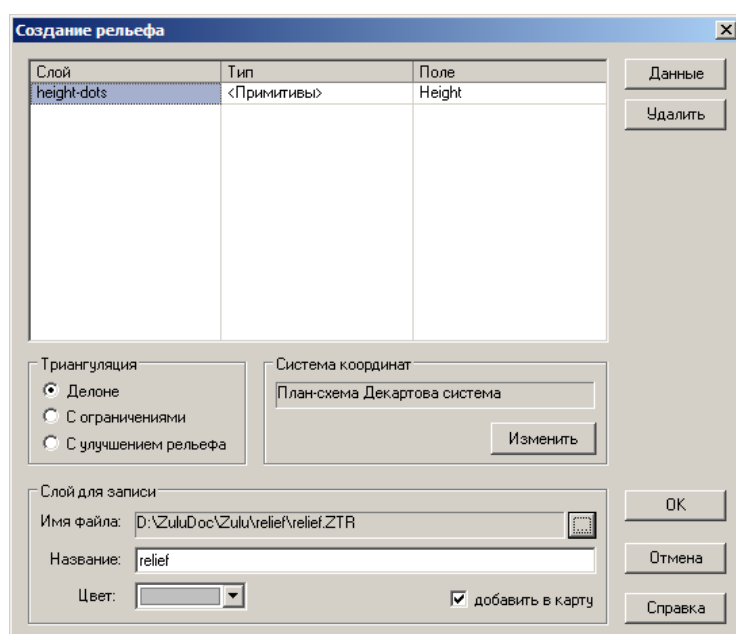 Создание рельефа
Слой Тип Поле
height-dots <Примитивы> Height
Данные
Удалить
Триангуляция
Делоне
С ограничениями
С улучшением рельефа
Система координат
План-схема Декартова система
Изменить
Слой для записи
Имя файла: D:\ZuluDoc\Zulu\relief\relief.ZTR ...
Название: relief
Цвет:
добавить в карту
ОК
Отмена
Справка